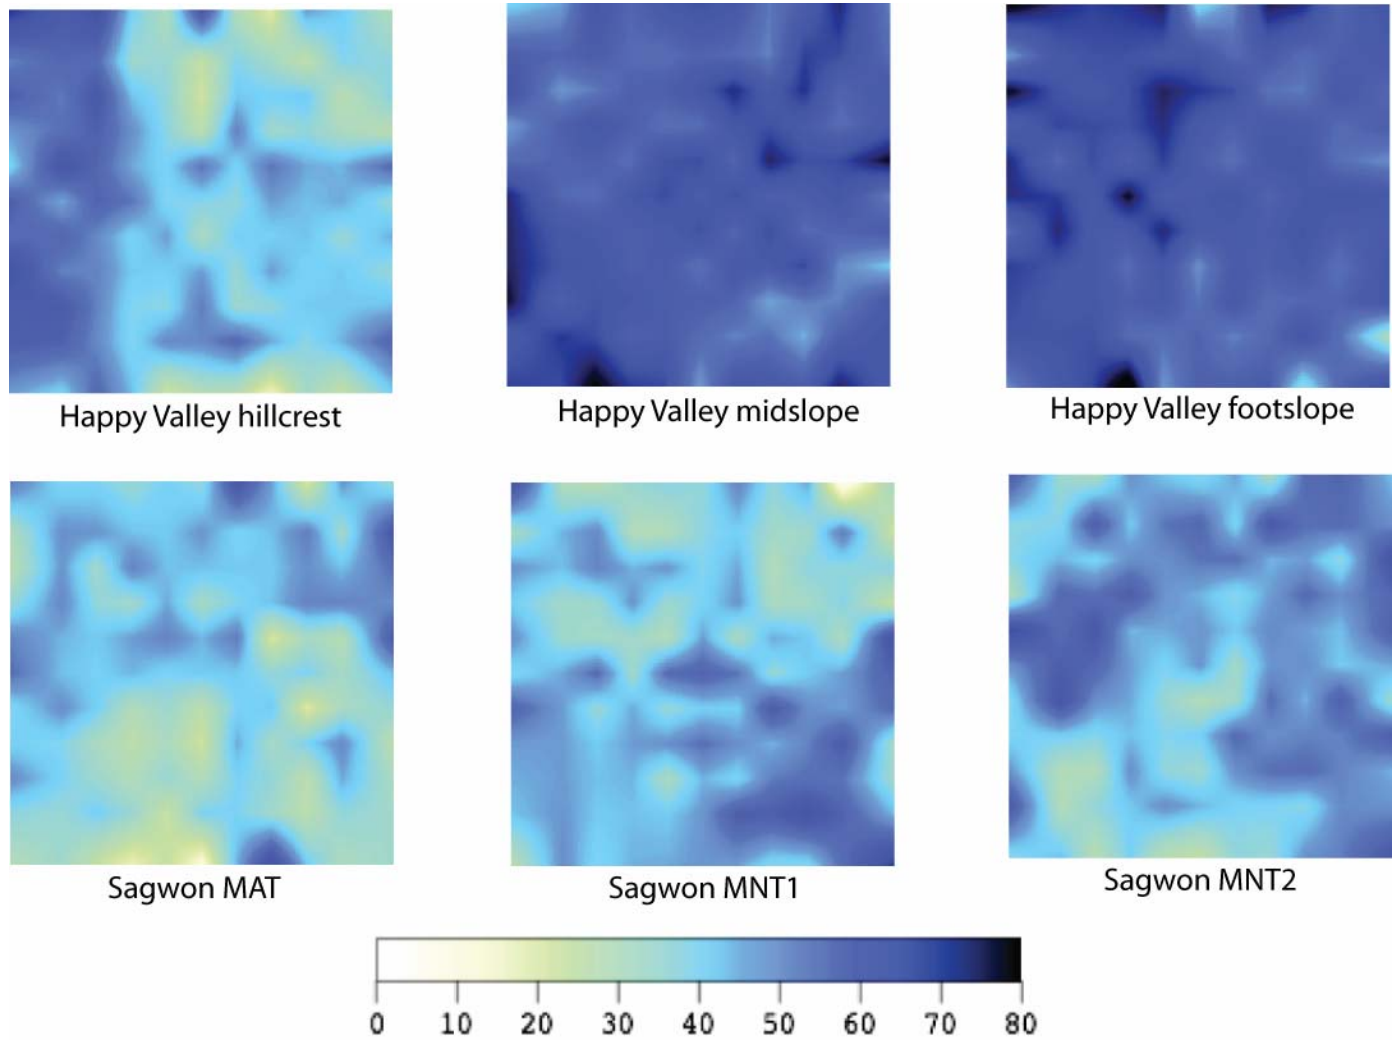 Happy Valley hillcrest
Happy Valley midslope
Happy Valley footslope
Sagwon MAT
Sagwon MNT1
Sagwon MNT2
0 10 20 30 40 50 60 70 80